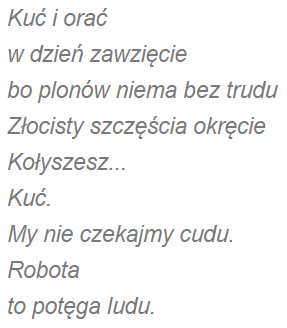 Kuć i orać
w dzień zawzięcie
bo plonów niema bez trudu
Złocisty szczęścia okręcie
Kołyszesz...
Kuć.
My nie czekajmy cudu.
Robota
to potęga ludu.